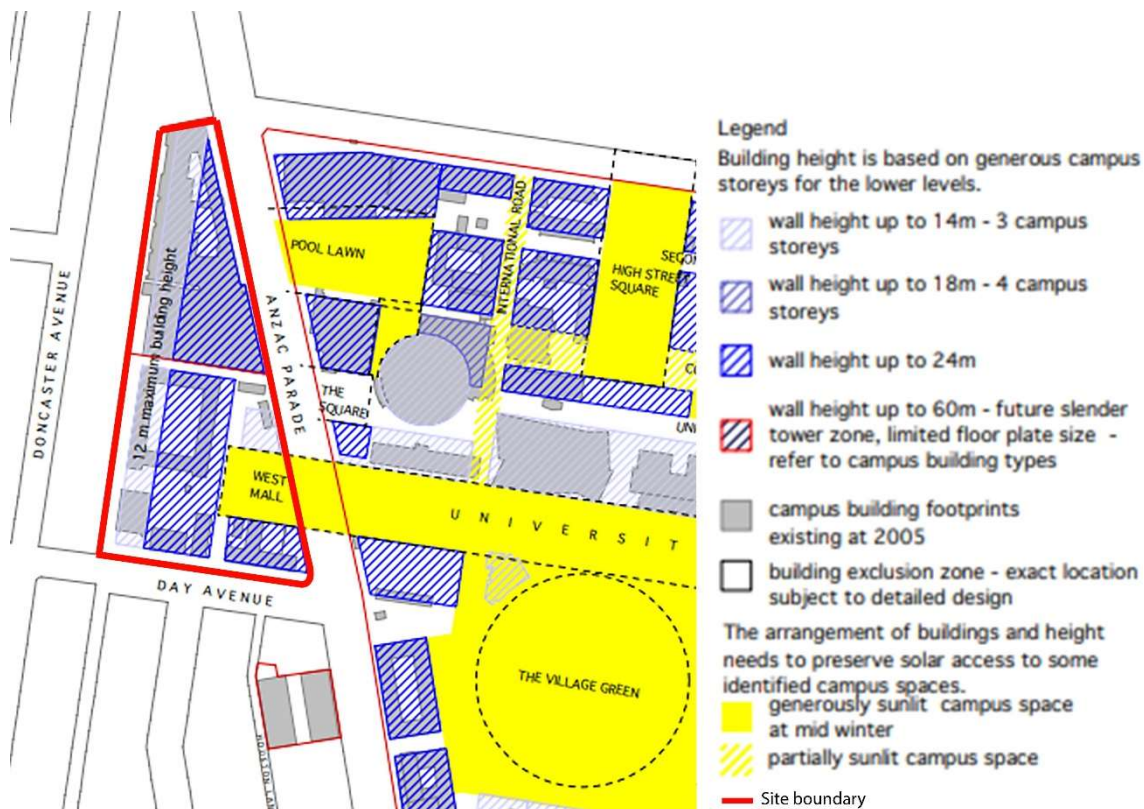 DONCASTER AVENUE
12 m maximum building height
ANZAC PARADE
POOL LAWN
INTERNATIONAL ROAD
HIGH STREET
SQUARE
THE
SQUARE
WEST
MALL
UNIVERSIT
DAY AVENUE
THE VILLAGE GREEN
Legend
Building height is based on generous campus
storeys for the lower levels.
wall height up to 14m - 3 campus
storeys
wall height up to 18m - 4 campus
storeys
wall height up to 24m
wall height up to 60m - future slender
tower zone, limited floor plate size -
refer to campus building types
campus building footprints
existing at 2005
building exclusion zone - exact location
subject to detailed design
The arrangement of buildings and height
needs to preserve solar access to some
identified campus spaces.
generously sunlit campus space
at mid winter
partially sunlit campus space
Site boundary